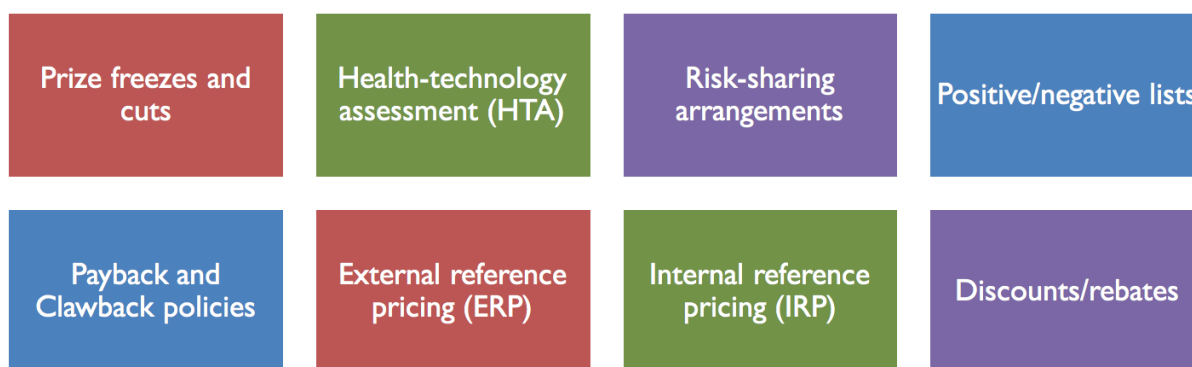 Prize freezes and
cuts
Health-technology
assessment (HTA)
Risk-sharing
arrangements
Positive/negative lists
Payback and
Clawback policies
External reference
pricing (ERP)
Internal reference
pricing (IRP)
Discounts/rebates